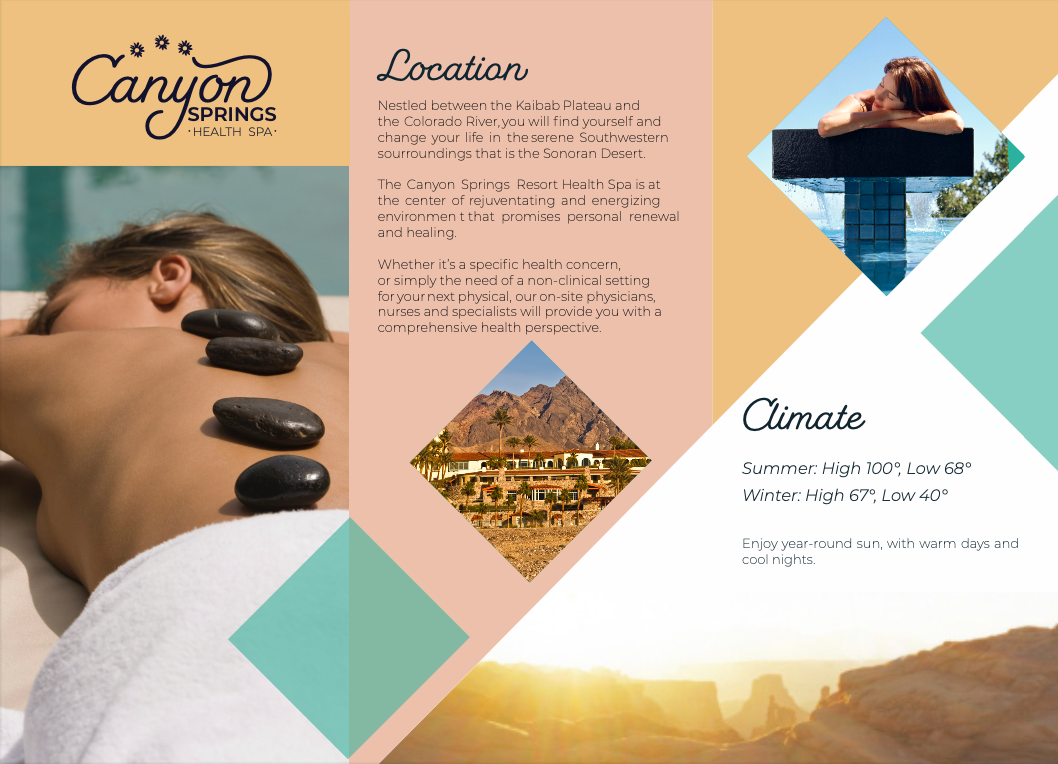 Canyon
SPRINGS
·HEALTH SPA·
Location
Nestled between the Kaibab Plateau and
the Colorado River, you will find yourself and
change your life in the serene Southwestern
sourroundings that is the Sonoran Desert.
The Canyon Springs Resort Health Spa is at
the center of rejuventating and energizing
environmen t that promises personal renewal
and healing.
Whether it's a specific health concern,
or simply the need of a non-clinical setting
for your next physical, our on-site physicians,
nurses and specialists will provide you with a
comprehensive health perspective.
Climate
Summer: High 100°, Low 68°
Winter: High 67°, Low 40°
Enjoy year-round sun, with warm days and
cool nights.